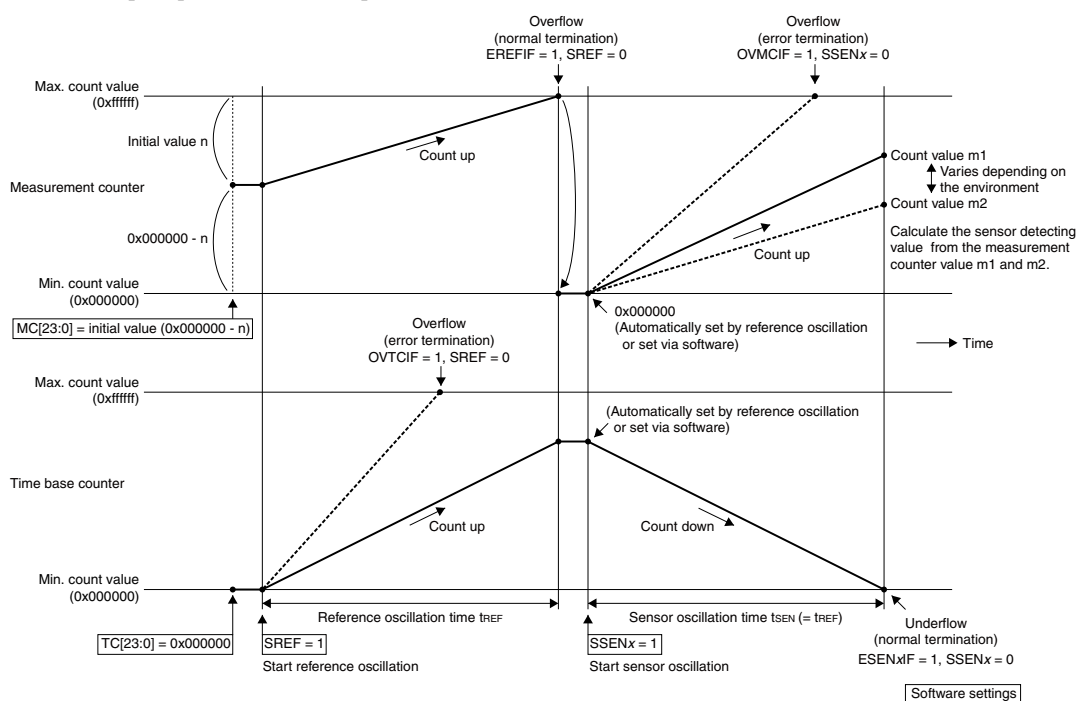 Overflow
(normal termination)
EREFIF = 1, SREF = 0
Overflow
(error termination)
OVMCIF = 1, SSENx = 0
Max. count value
(0xffffff)
Initial value n
Count up
Measurement counter
0x000000 - n
Count value m1
Varies depending on
the environment
Count value m2
Calculate the sensor detecting
value from the measurement
counter value m1 and m2.
Count up
Min. count value
(0x000000)
0x000000
(Automatically set by reference oscillation
or set via software)
MC[23:0] = initial value (0x000000 - n)
Overflow
(error termination)
OVTCIF = 1, SREF = 0
Time
Max. count value
(0xffffff)
(Automatically set by reference oscillation
or set via software)
Time base counter
Count up
Count down
Min. count value
(0x000000)
Reference oscillation time tREF
Sensor oscillation time tSEN (= tREF)
Underflow
(normal termination)
ESENxIF = 1, SSENx = 0
TC[23:0] = 0x000000
SREF = 1
Start reference oscillation
SSENx = 1
Start sensor oscillation
Software settings